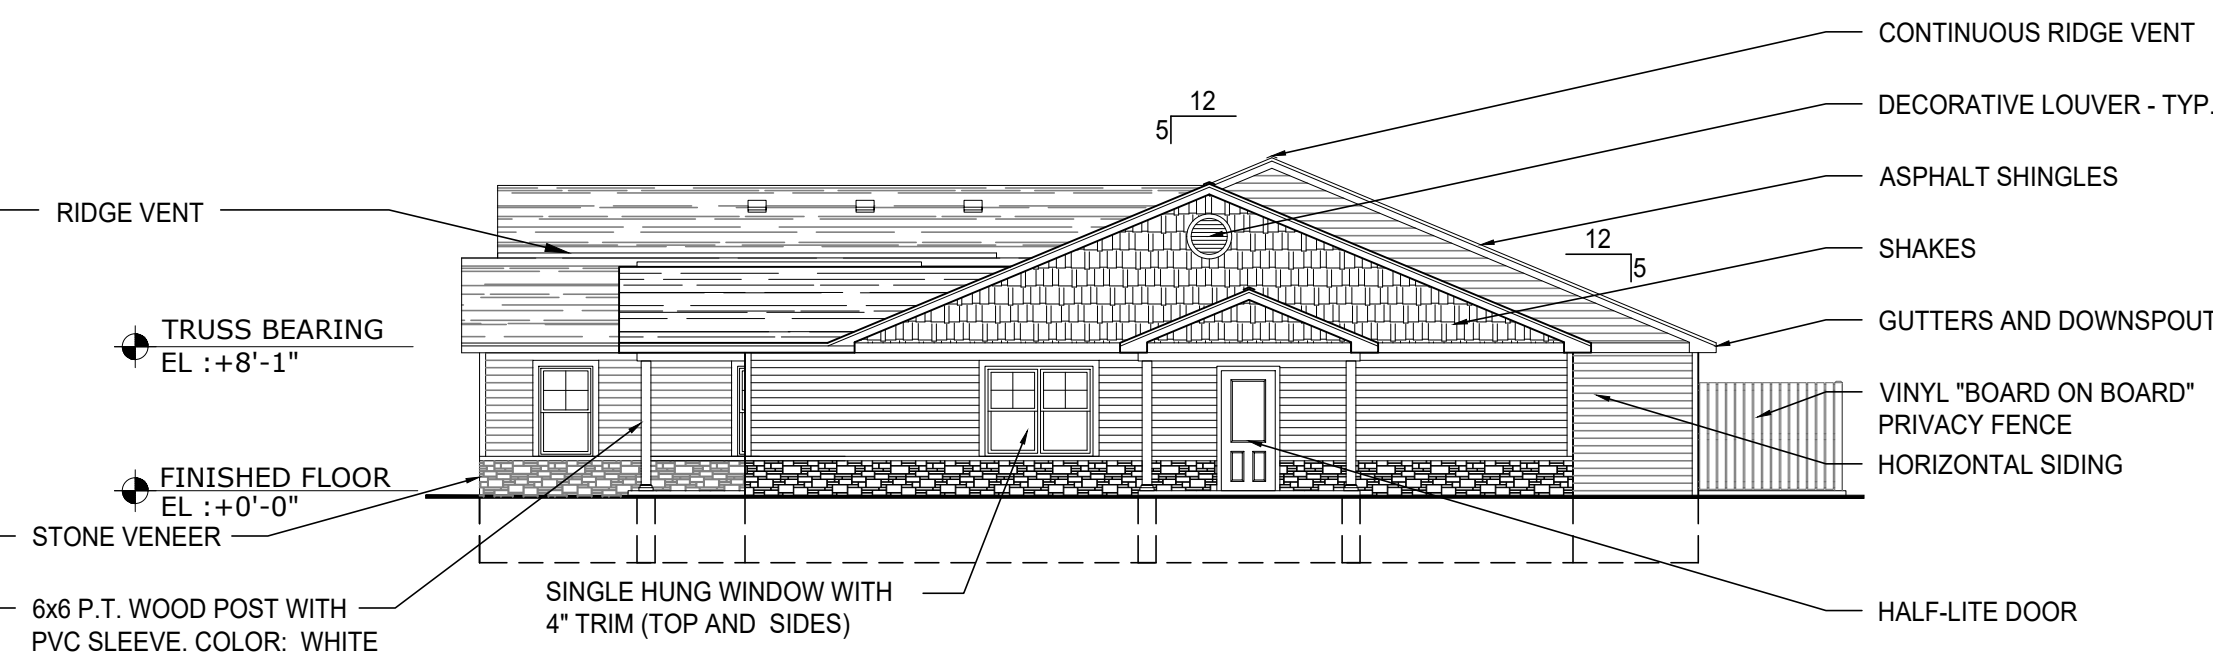 CONTINUOUS RIDGE VENT
12
5
DECORATIVE LOUVER - TYP.
ASPHALT SHINGLES
RIDGE VENT
12
5
SHAKES
TRUSS BEARING
EL :+8'-1"
GUTTERS AND DOWNSPOUT
VINYL "BOARD ON BOARD"
PRIVACY FENCE
HORIZONTAL SIDING
FINISHED FLOOR
EL :+0'-0"
STONE VENEER
6x6 P.T. WOOD POST WITH
PVC SLEEVE. COLOR: WHITE
SINGLE HUNG WINDOW WITH
4" TRIM (TOP AND SIDES)
HALF-LITE DOOR